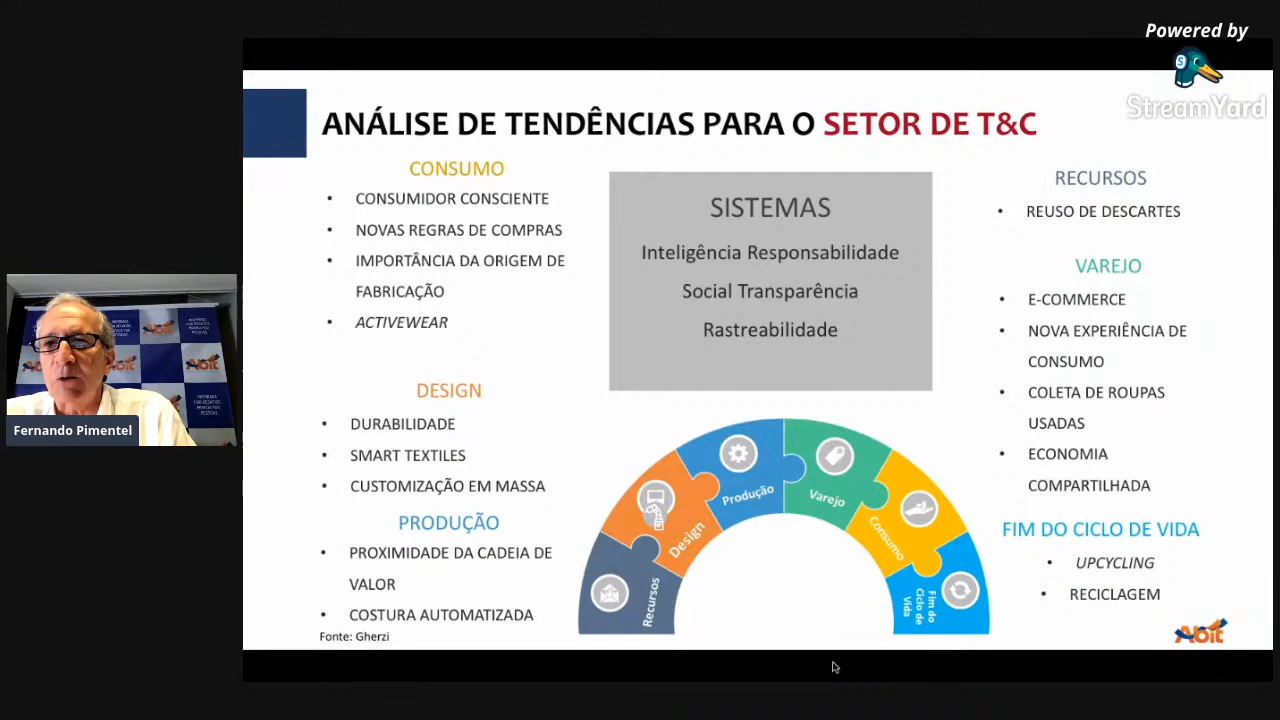 Powered by
StreamYard
ANÁLISE DE TENDÊNCIAS PARA O SETOR DE T&C
CONSUMO
• CONSUMIDOR CONSCIENTE
• NOVAS REGRAS DE COMPRAS
• IMPORTÂNCIA DA ORIGEM DE
FABRICAÇÃO
• ACTIVEWEAR
DESIGN
• DURABILIDADE
• SMART TEXTILES
• CUSTOMIZAÇÃO EM MASSA
PRODUÇÃO
• PROXIMIDADE DA CADEIA DE
VALOR
• COSTURA AUTOMATIZADA
Fonte: Gherzi
SISTEMAS
Inteligência Responsabilidade
Social Transparência
Rastreabilidade
Recursos
Design
Produção
Varejo
Consumo
Fim do
Ciclo de
Vida
RECURSOS
• REUSO DE DESCARTES
VAREJO
• E-COMMERCE
• NOVA EXPERIÊNCIA DE
CONSUMO
• COLETA DE ROUPAS
USADAS
• ECONOMIA
COMPARTILHADA
FIM DO CICLO DE VIDA
• UPCYCLING
• RECICLAGEM
Abit
Abit
Fernando Pimentel